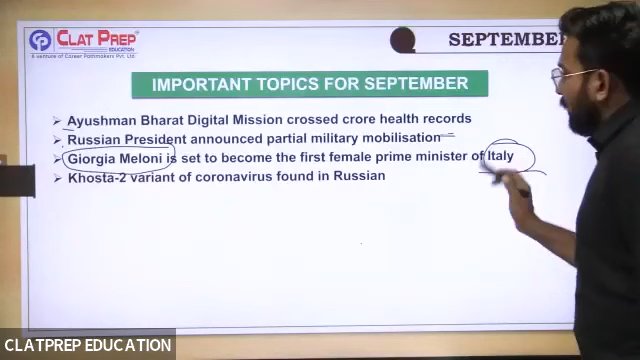 CP CLAT PREP
EDUCATION
A venture of Career Pathmakers Pvt. Ltd.
SEPTEMBER
IMPORTANT TOPICS FOR SEPTEMBER
➢ Ayushman Bharat Digital Mission crossed crore health records
➢ Russian President announced partial military mobilisation
➢ Giorgia Meloni is set to become the first female prime minister of Italy
➢ Khosta-2 variant of coronavirus found in Russian
CLATPREP EDUCATION